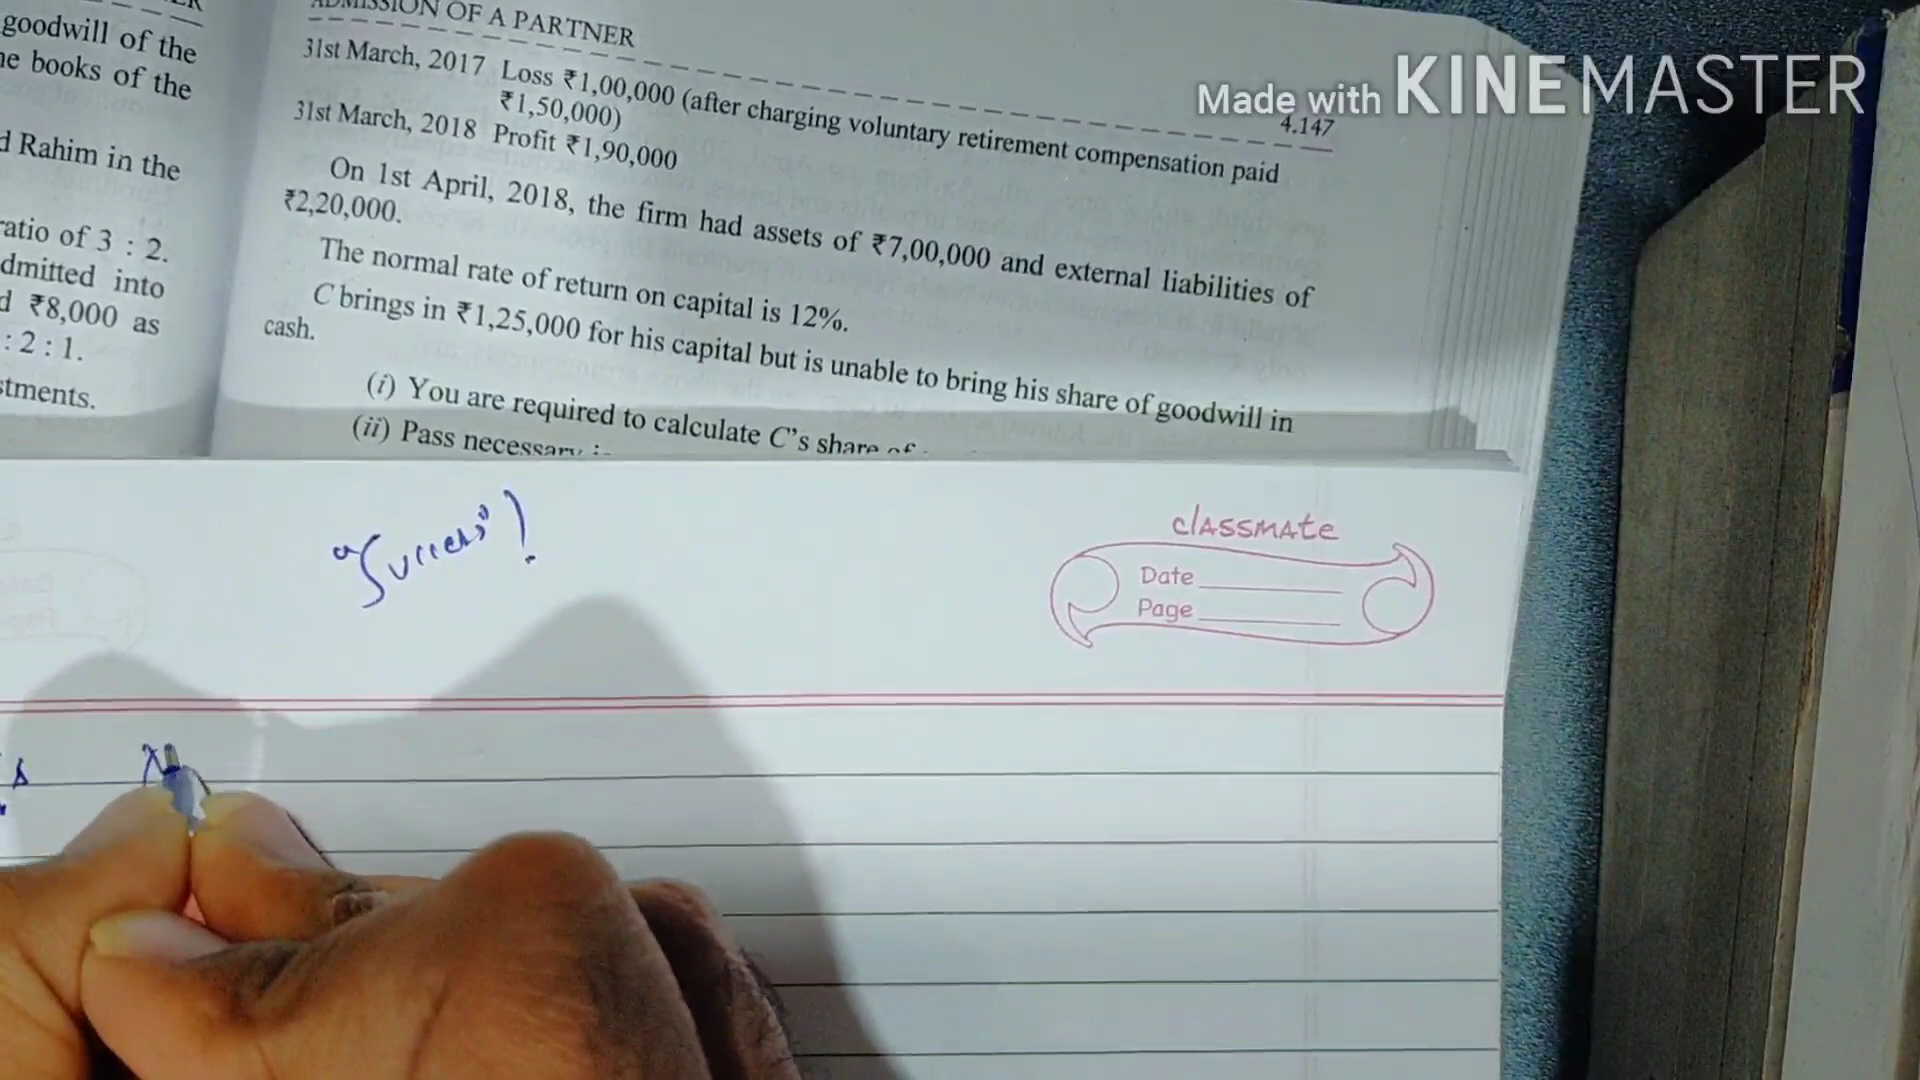 goodwill of the
books of the
Rahim in the
ratio of 3 : 2.
dmitted into
₹8,000 as
: 2 : 1.
stments.
ADMISSION OF A PARTNER
4.147
31st March, 2017 Loss ₹1,00,000 (after charging voluntary retirement compensation paid
₹1,50,000)
31st March, 2018 Profit ₹1,90,000
On 1st April, 2018, the firm had assets of ₹7,00,000 and external liabilities of
₹2,20,000.
The normal rate of return on capital is 12%.
C brings in ₹1,25,000 for his capital but is unable to bring his share of goodwill in
cash.
(i) You are required to calculate C's share of
(ii) Pass necessary
Made with KINEMASTER
"Success"!
classmate
Date
Page